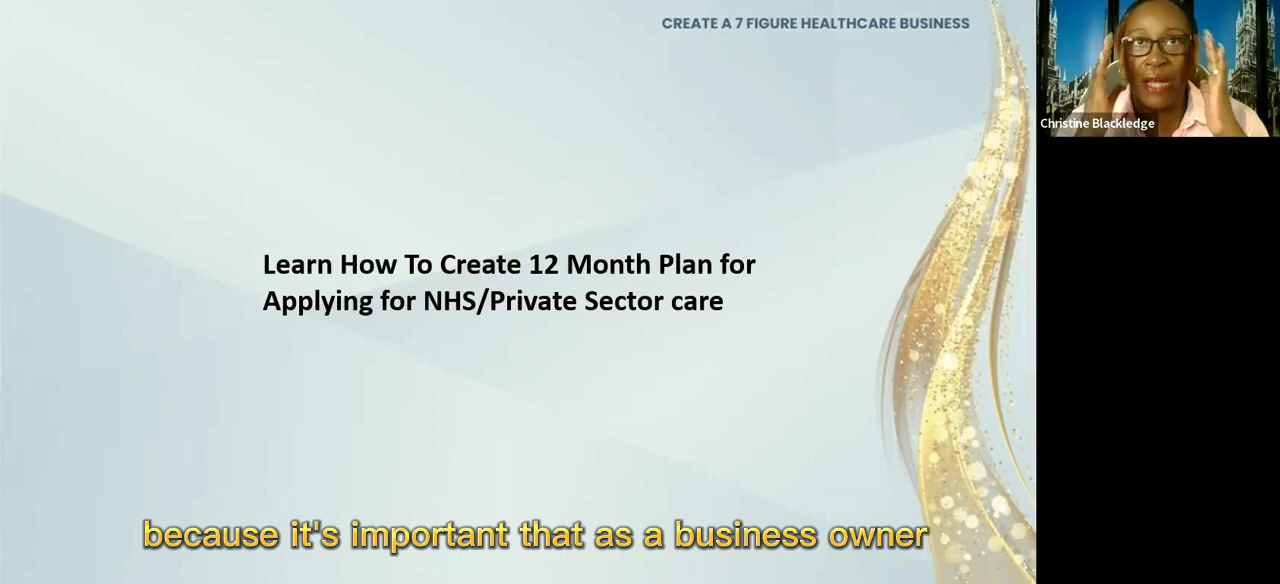 CREATE A 7 FIGURE HEALTHCARE BUSINESS
Christine Blackledge
Learn How To Create 12 Month Plan for
Applying for NHS/Private Sector care
because it's important that as a business owner